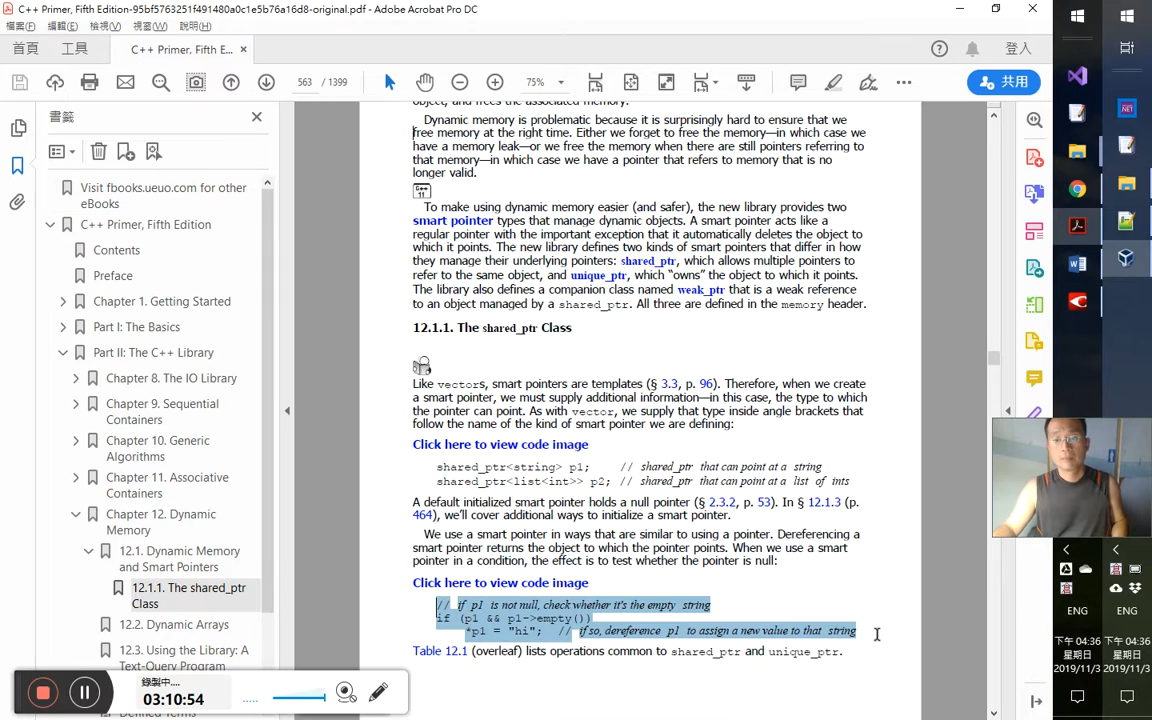 C++ Primer, Fifth Edition-95bf5763251f491480a0c1e5b76a16d8-original.pdf - Adobe Acrobat Pro DC
檔案(F) 編輯(E) 檢視(V) 視窗(W) 說明(H)
首頁 工具 C++ Primer, Fifth E... 登入
563 / 1399 75% 共用
書籤
Visit fbooks.ueuo.com for other
eBooks
C++ Primer, Fifth Edition
Contents
Preface
Chapter 1. Getting Started
Part I: The Basics
Part II: The C++ Library
Chapter 8. The IO Library
Chapter 9. Sequential
Containers
Chapter 10. Generic
Algorithms
Chapter 11. Associative
Containers
Chapter 12. Dynamic
Memory
12.1. Dynamic Memory
and Smart Pointers
12.1.1. The shared_ptr
Class
12.2. Dynamic Arrays
12.3. Using the Library: A
Text-Query Program
Defined Terms
object, and frees the associated memory.
Dynamic memory is problematic because it is surprisingly hard to ensure that we
free memory at the right time. Either we forget to free the memory—in which case we
have a memory leak—or we free the memory when there are still pointers referring to
that memory—in which case we have a pointer that refers to memory that is no
longer valid.
C++
11
To make using dynamic memory easier (and safer), the new library provides two
smart pointer types that manage dynamic objects. A smart pointer acts like a
regular pointer with the important exception that it automatically deletes the object to
which it points. The new library defines two kinds of smart pointers that differ in how
they manage their underlying pointers: shared_ptr, which allows multiple pointers to
refer to the same object, and unique_ptr, which “owns” the object to which it points.
The library also defines a companion class named weak_ptr that is a weak reference
to an object managed by a shared_ptr. All three are defined in the memory header.
12.1.1. The shared_ptr Class
Like vectors, smart pointers are templates (§ 3.3, p. 96). Therefore, when we create
a smart pointer, we must supply additional information—in this case, the type to which
the pointer can point. As with vector, we supply that type inside angle brackets that
follow the name of the kind of smart pointer we are defining:
Click here to view code image
shared_ptr<string> p1; // shared_ptr that can point at a string
shared_ptr<list<int>> p2; // shared_ptr that can point at a list of ints
A default initialized smart pointer holds a null pointer (§ 2.3.2, p. 53). In § 12.1.3 (p.
464), we’ll cover additional ways to initialize a smart pointer.
We use a smart pointer in ways that are similar to using a pointer. Dereferencing a
smart pointer returns the object to which the pointer points. When we use a smart
pointer in a condition, the effect is to test whether the pointer is null:
Click here to view code image
// if p1 is not null, check whether it's the empty string
if (p1 && p1->empty())
*p1 = "hi"; // if so, dereference p1 to assign a new value to that string
Table 12.1 (overleaf) lists operations common to shared_ptr and unique_ptr.
錄製中....
03:10:54
ENG ENG
下午 04:36 下午 04:36
星期日 星期日
2019/11/3 2019/11/3